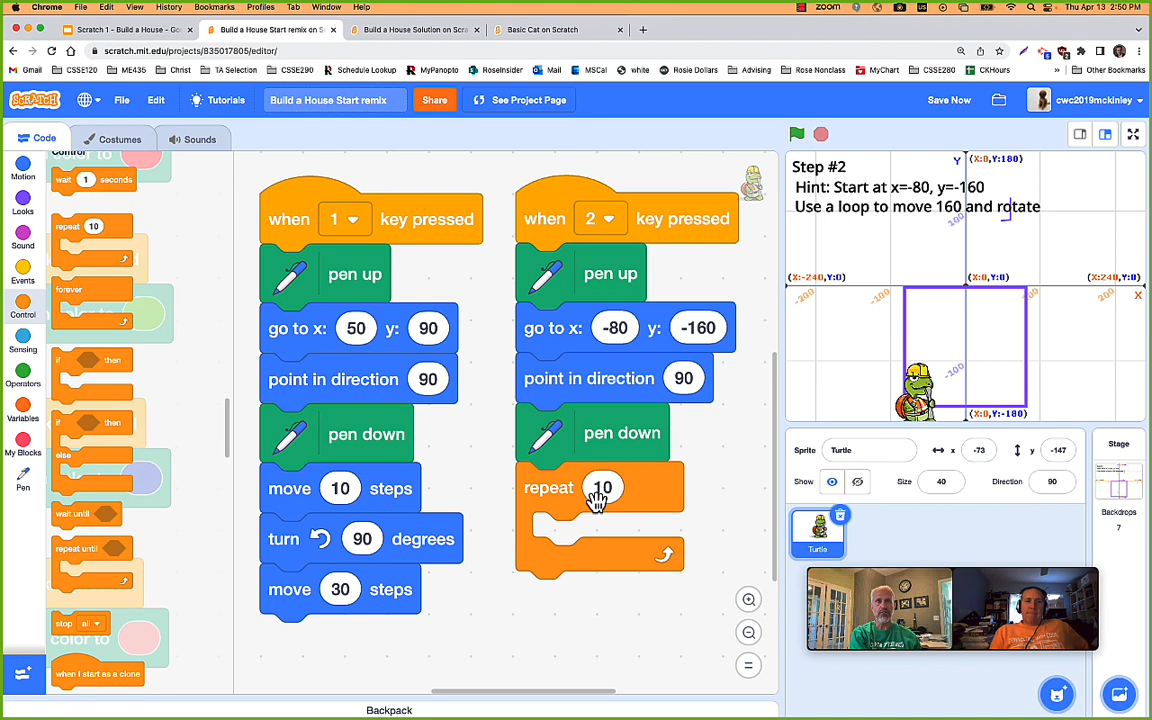 Chrome File Edit View History Bookmarks Profiles Tab Window Help zoom Thu Apr 13 2:50 PM
Scratch 1 - Build a House - Go Build a House Start remix on S Build a House Solution on Scra Basic Cat on Scratch
scratch.mit.edu/projects/835017805/editor/
Gmail CSSE120 ME435 Christ TA Selection CSSE290 Schedule Lookup MyPanopto RoseInsider Mail MSCal white Rosie Dollars Advising Rose Nonclass MyChart CSSE280 CKHours » Other Bookmarks
SCRATCH File Edit Tutorials Build a House Start remix Share See Project Page Save Now cwc2019mckinley
Code Costumes Sounds
Motion
Looks
Sound
Events
Control
Sensing
Operators
Variables
My Blocks
Pen
Control
wait 1 seconds
repeat 10
forever
if then
if then
else
wait until
repeat until
stop all
when I start as a clone
when 1 key pressed
pen up
go to x: 50 y: 90
point in direction 90
pen down
move 10 steps
turn 90 degrees
move 30 steps
when 2 key pressed
pen up
go to x: -80 y: -160
point in direction 90
pen down
repeat 10
Backpack
Y (X:0,Y:180)
Step #2
Hint: Start at x=-80, y=-160
Use a loop to move 160 and rotate
100
(X:-240,Y:0) (X:0,Y:0) (X:240,Y:0)
-200 -100 200 X
-100
(X:0,Y:-180)
Sprite Turtle x -73 y -147
Show Size 40 Direction 90
Turtle
Stage
Backdrops
7